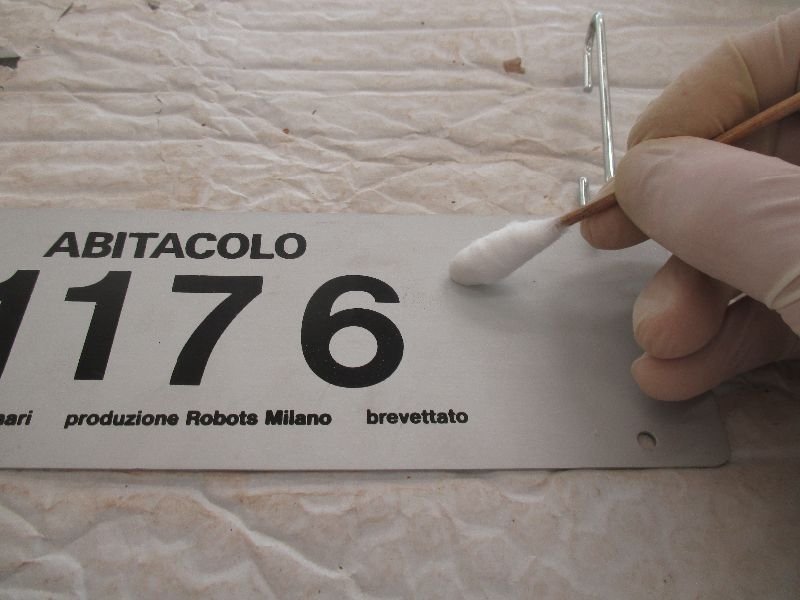 ABITACOLO
1176
produzione Robots Milano brevettato